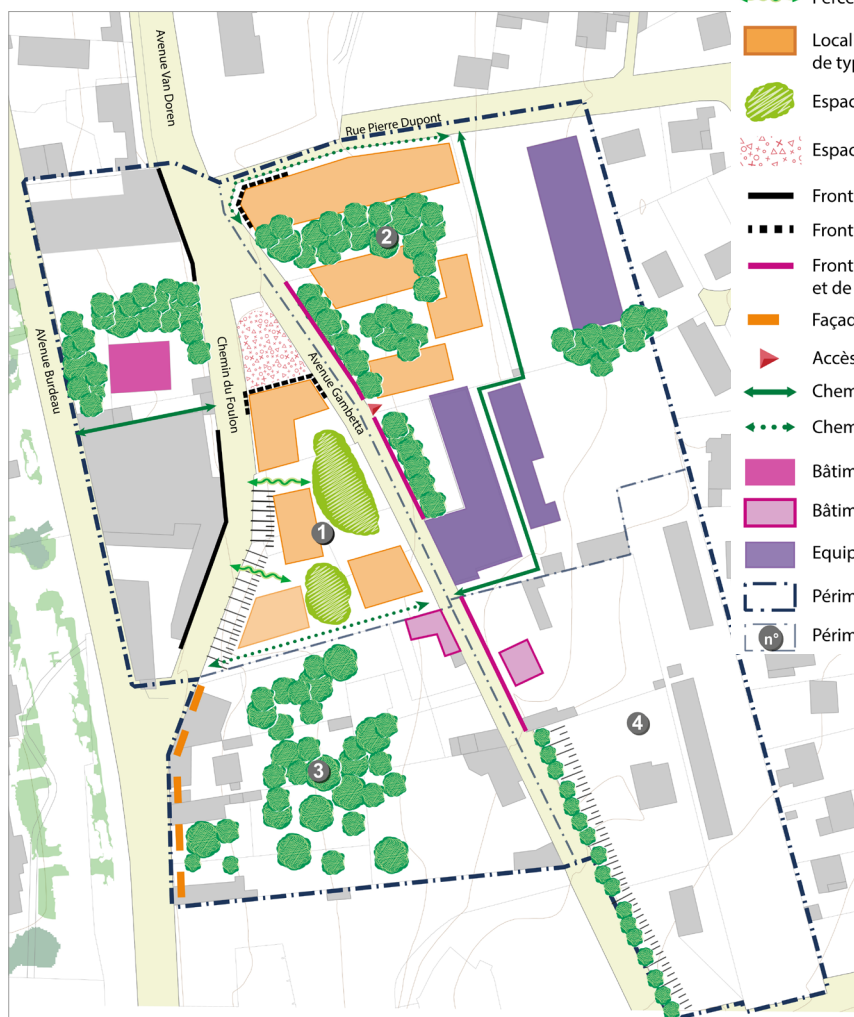 Perce
Local
de typ
Espac
Espac
Front
Front
Front
et de
Façad
Accès
Chem
Chem
Bâtim
Bâtim
Equip
Périm
n° Périm
Avenue Van Doren
Rue Pierre Dupont
AVenue Burdeau
Chemin du Foulon
Avenue Gambetta
1
2
3
4